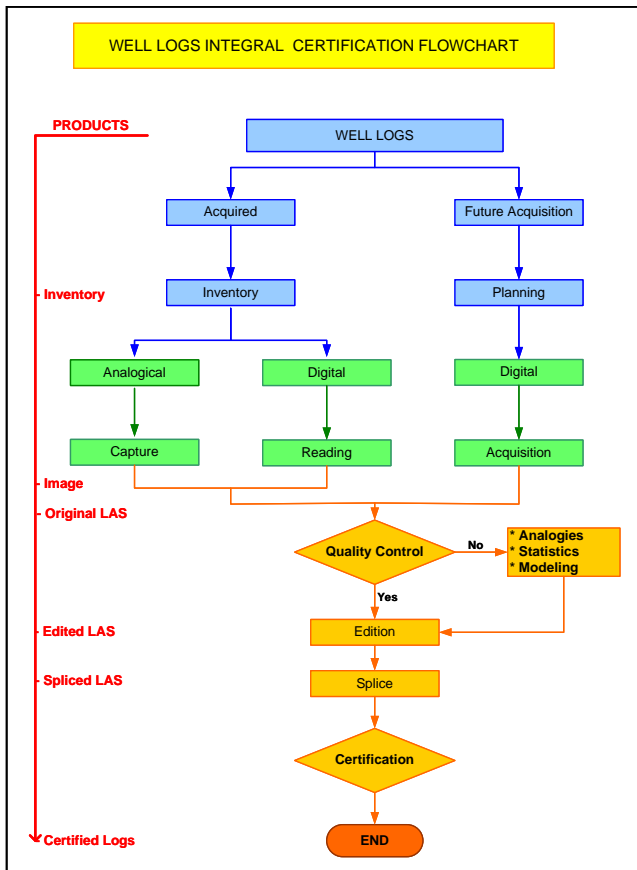 WELL LOGS INTEGRAL CERTIFICATION FLOWCHART
PRODUCTS
WELL LOGS
Acquired
Future Acquisition
Inventory
Inventory
Planning
Analogical
Digital
Digital
Capture
Reading
Acquisition
Image
Original LAS
Quality Control
No
* Analogies
* Statistics
* Modeling
Yes
Edited LAS
Edition
Spliced LAS
Splice
Certification
Certified Logs
END